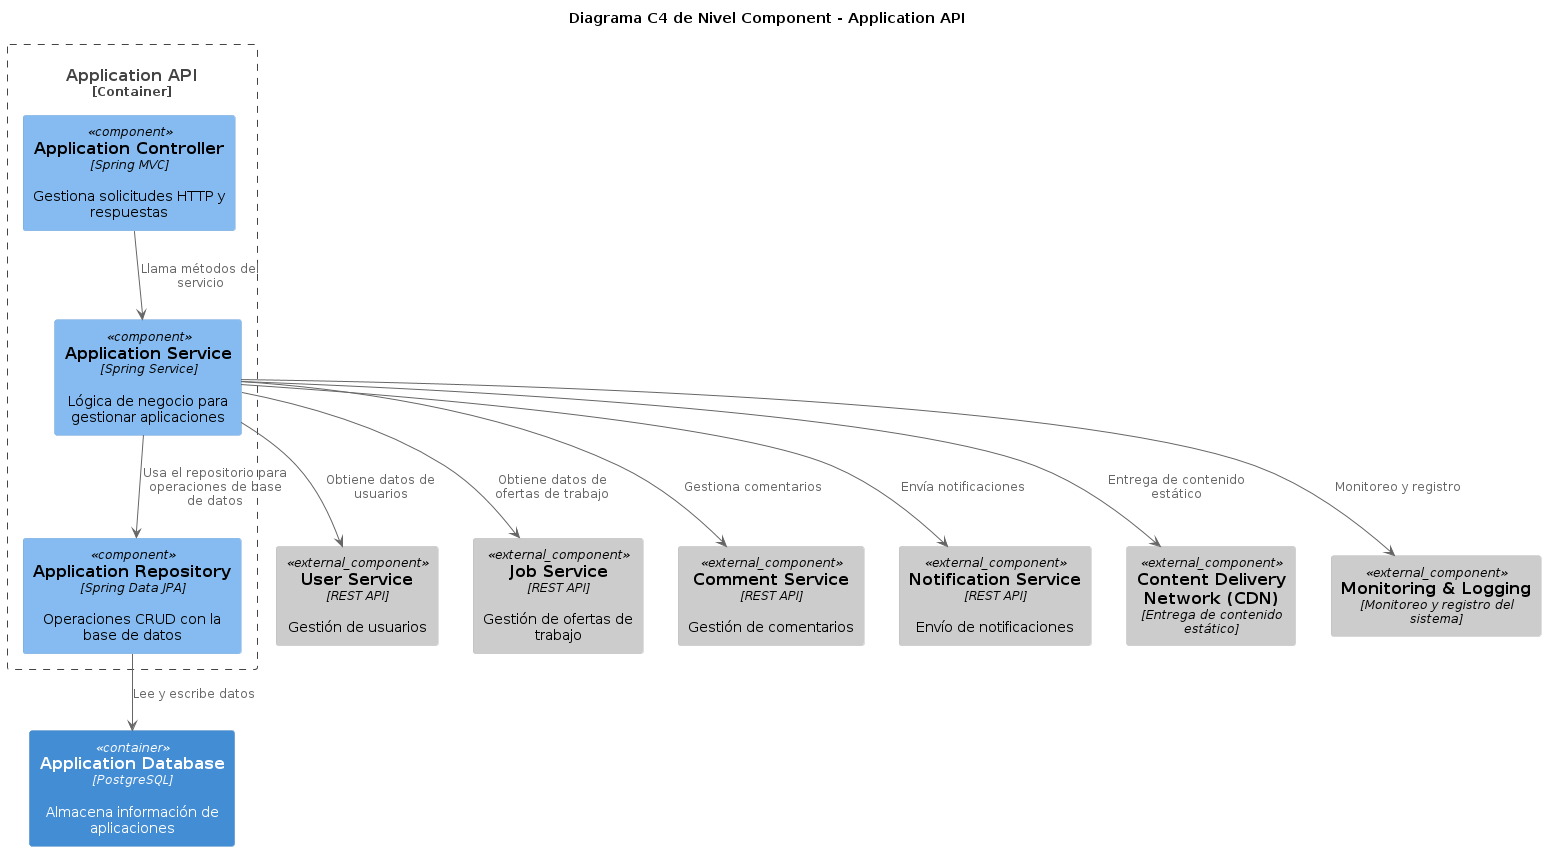 Diagrama C4 de Nivel Component - Application API
Application API
[Container]
«component»
Application Controller
[Spring MVC]
Gestiona solicitudes HTTP y
respuestas
Llama métodos del
servicio
«component»
Application Service
[Spring Service]
Lógica de negocio para
gestionar aplicaciones
Usa el repositorio para
operaciones de base
de datos
Obtiene datos de
usuarios
Obtiene datos de
ofertas de trabajo
Gestiona comentarios
Envía notificaciones
Entrega de contenido
estático
Monitoreo y registro
«component»
Application Repository
[Spring Data JPA]
Operaciones CRUD con la
base de datos
«external_component»
User Service
[REST API]
Gestión de usuarios
«external_component»
Job Service
[REST API]
Gestión de ofertas de
trabajo
«external_component»
Comment Service
[REST API]
Gestión de comentarios
«external_component»
Notification Service
[REST API]
Envío de notificaciones
«external_component»
Content Delivery
Network (CDN)
[Entrega de contenido
estático]
«external_component»
Monitoring & Logging
[Monitoreo y registro del
sistema]
Lee y escribe datos
«container»
Application Database
[PostgreSQL]
Almacena información de
aplicaciones